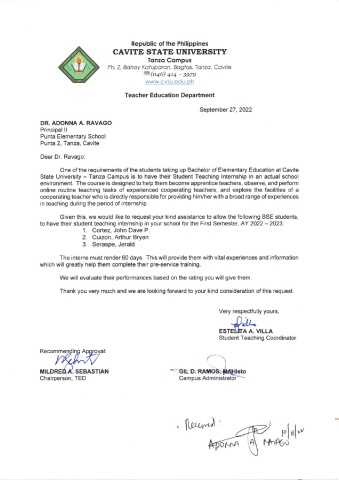 Republic of the Philippines
CAVITE STATE UNIVERSITY
Tanza Campus
Ph. 2, Bahay Katuparan, Bagtas, Tanza, Cavite
☎ (046) 414 - 3979
www.cvsu.edu.ph
Teacher Education Department
September 27, 2022
DR. ADONNA A. RAVAGO
Principal II
Punta Elementary School
Punta 2, Tanza, Cavite
Dear Dr. Ravago:
One of the requirements of the students taking up Bachelor of Elementary Education at Cavite
State University – Tanza Campus is to have their Student Teaching Internship in an actual school
environment. The course is designed to help them become apprentice teachers, observe, and perform
online routine teaching tasks of experienced cooperating teachers, and explore the facilities of a
cooperating teacher who is directly responsible for providing him/her with a broad range of experiences
in teaching during the period of internship.
Given this, we would like to request your kind assistance to allow the following BSE students,
to have their student teaching internship in your school for the First Semester, AY 2022 – 2023.
1. Cortez, John Dave P.
2. Cuizon, Arthur Bryan
3. Seraspe, Jerald
The interns must render 60 days. This will provide them with vital experiences and information
which will greatly help them complete their pre-service training.
We will evaluate their performances based on the rating you will give them.
Thank you very much and we are looking forward to your kind consideration of this request.
Very respectfully yours,
ESTELITA A. VILLA
Student Teaching Coordinator
Recommending Approval:
MILDRED A. SEBASTIAN
Chairperson, TED
GIL D. RAMOS, MAHisto
Campus Administrator
Received:
ADONNA A. RAVAGO